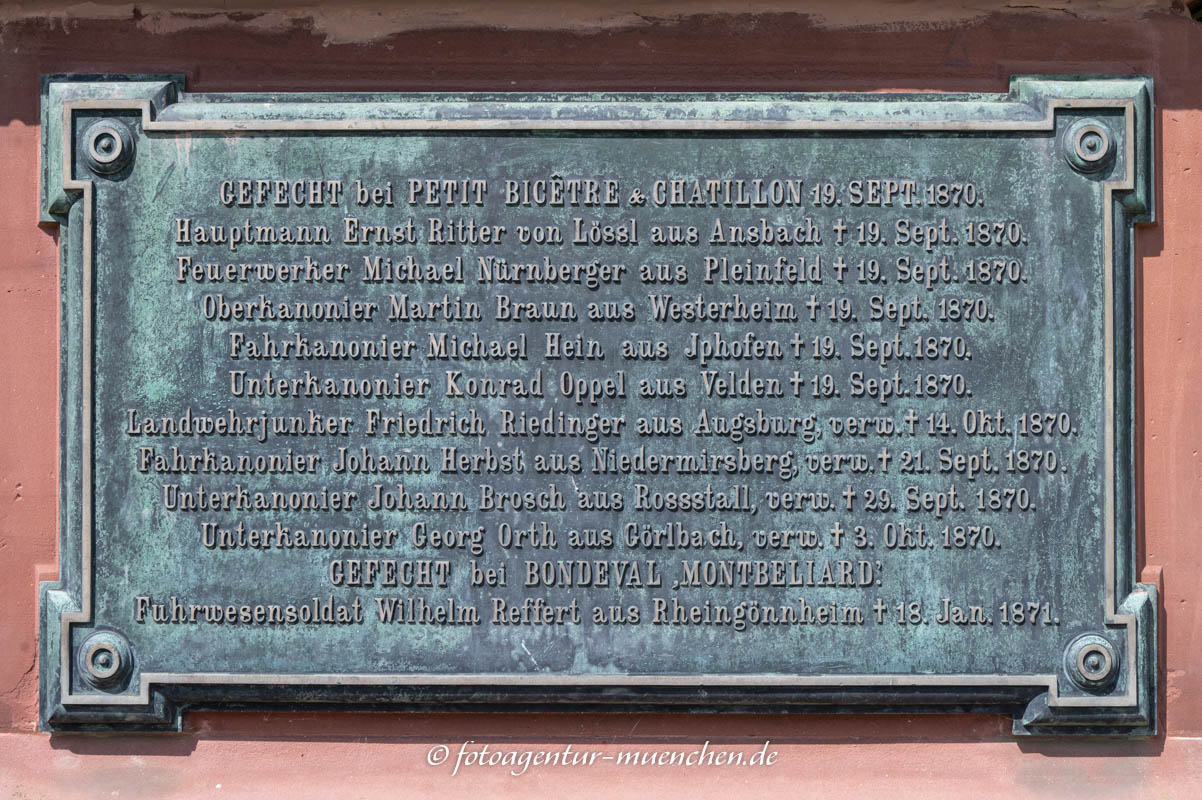 GEFECHT bei PETIT BICÊTRE & CHATILLON 19. SEPT. 1870.
Hauptmann Ernst Ritter von Lössl aus Ansbach † 19. Sept. 1870.
Feuerwerker Michael Nürnberger aus Pleinfeld † 19. Sept. 1870.
Oberkanonier Martin Braun aus Westerheim † 19. Sept. 1870.
Fahrkanonier Michael Hein aus Jphofen † 19. Sept. 1870.
Unterkanonier Konrad Oppel aus Velden † 19. Sept. 1870.
Landwehrjunker Friedrich Riedinger aus Augsburg, verw. † 14. Okt. 1870.
Fahrkanonier Johann Herbst aus Niedermirsberg, verw. † 21. Sept. 1870.
Unterkanonier Johann Brosch aus Rossstall, verw. † 29. Sept. 1870.
Unterkanonier Georg Orth aus Görlbach, verw. † 3. Okt. 1870.
GEFECHT bei BONDEVAL ‚MONTBELIARD‘.
Fuhrwesensoldat Wilhelm Reffert aus Rheingönnheim † 18. Jan. 1871.
© fotoagentur-muenchen.de